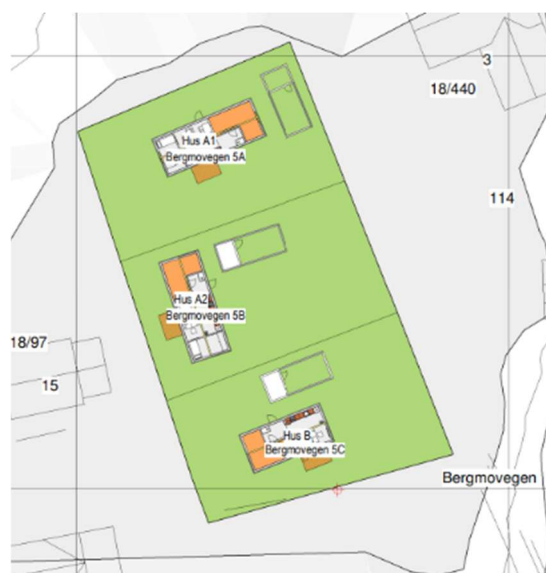 3
18/440
Hus A1
Bergmovegen 5A
114
Hus A2
Bergmovegen 5B
18/97
15
Hus B
Bergmovegen 5C
Bergmovegen